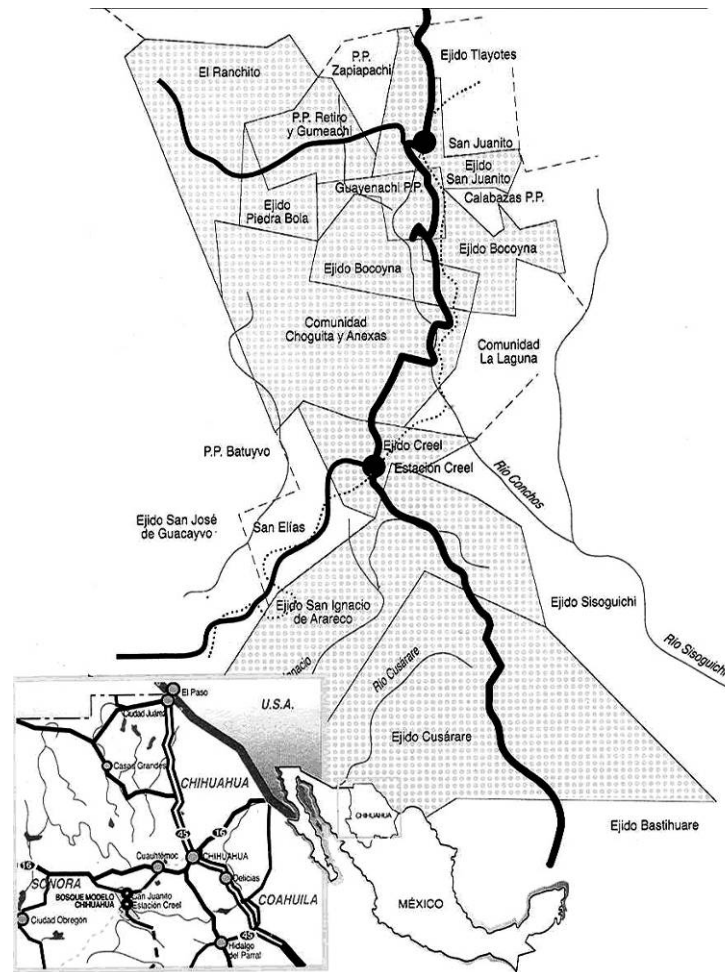 P.P.
Zapiapachi
Ejido Tlayotes
El Ranchito
P.P. Retiro
y Gumeachi
San Juanito
Ejido
San Juanito
Guayenachi P.P.
Calabazas P.P.
Ejido
Piedra Bola
Ejido Bocoyna
Ejido Bocoyna
Comunidad
Choguita y Anexas
Comunidad
La Laguna
Ejido Creel
Estación Creel
P.P. Batuyvo
Río Conchos
Ejido San José
de Guacayvo
San Elías
Ejido San Ignacio
de Arareco
Ejido Sisoguichi
Río Sisoguichi
Río Cusárare
Ejido Cusárare
Ejido Bastihuare
El Paso
U.S.A.
Ciudad Juárez
Casas Grandes
CHIHUAHUA
45
16
Cuauhtémoc
CHIHUAHUA
16
Delicias
SONORA
BOSQUE MODELO
CHIHUAHUA
San Juanito
Estación Creel
COAHUILA
Ciudad Obregón
45
Hidalgo
del Parral
CHIHUAHUA
MÉXICO